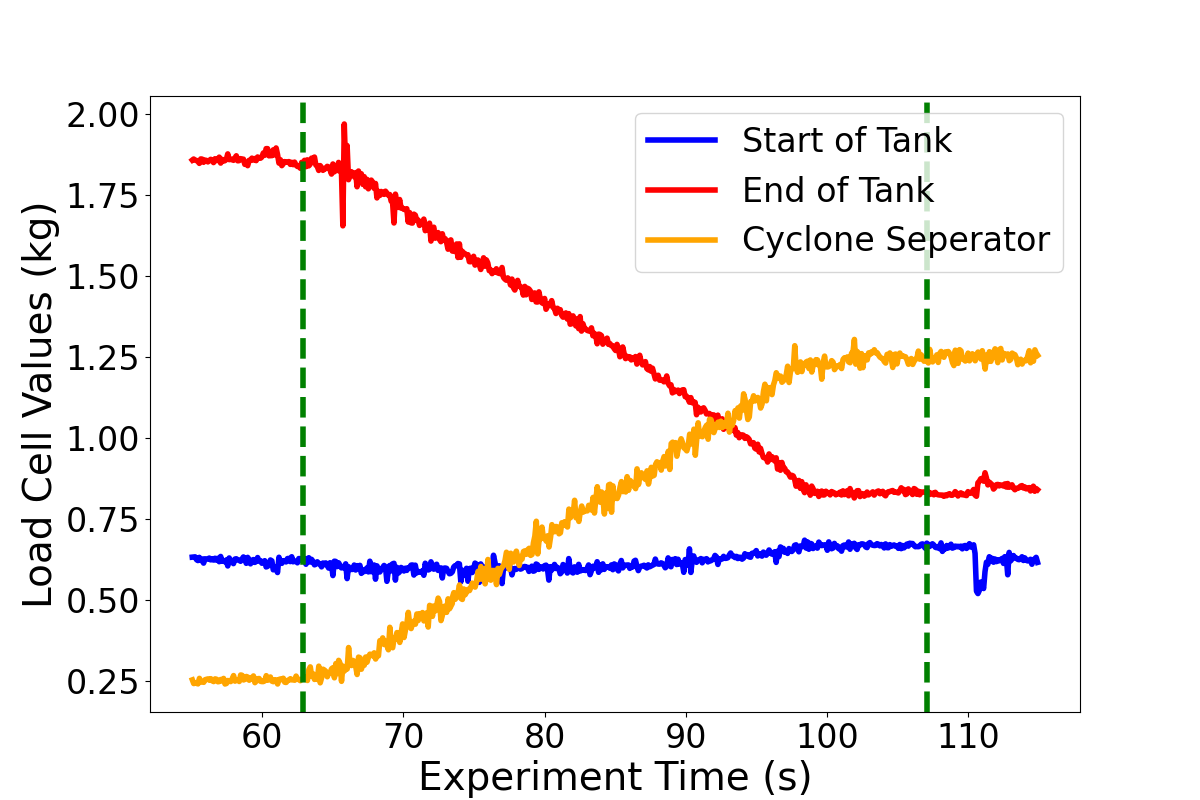 Load Cell Values (kg)
2.00
1.75
1.50
1.25
1.00
0.75
0.50
0.25
Start of Tank
End of Tank
Cyclone Seperator
60 70 80 90 100 110
Experiment Time (s)